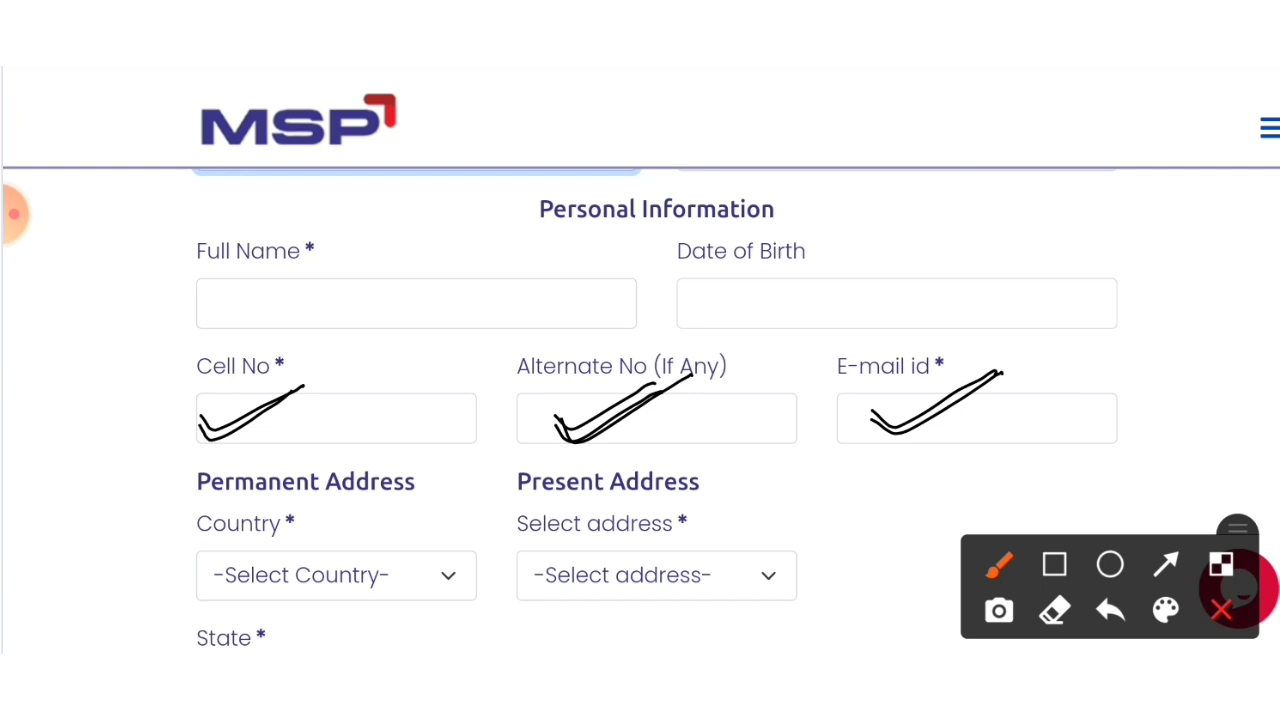 MSP
Personal Information
Full Name *
Date of Birth
Cell No *
Alternate No (If Any)
E-mail id *
Permanent Address
Present Address
Country *
Select address *
-Select Country-
-Select address-
State *